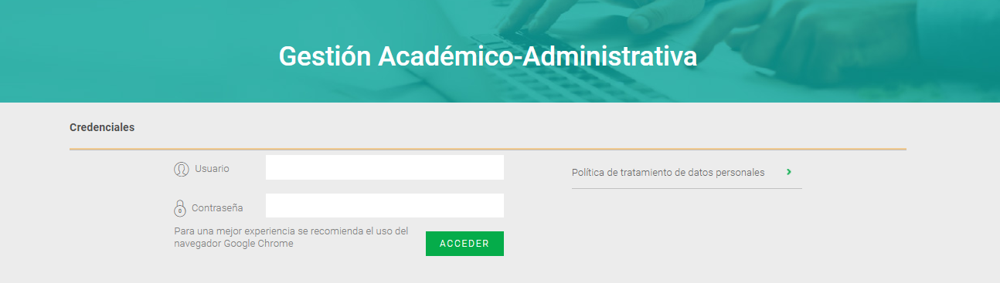 Gestión Académico-Administrativa
Credenciales
Usuario
Política de tratamiento de datos personales
Contraseña
Para una mejor experiencia se recomienda el uso del
navegador Google Chrome
ACCEDER